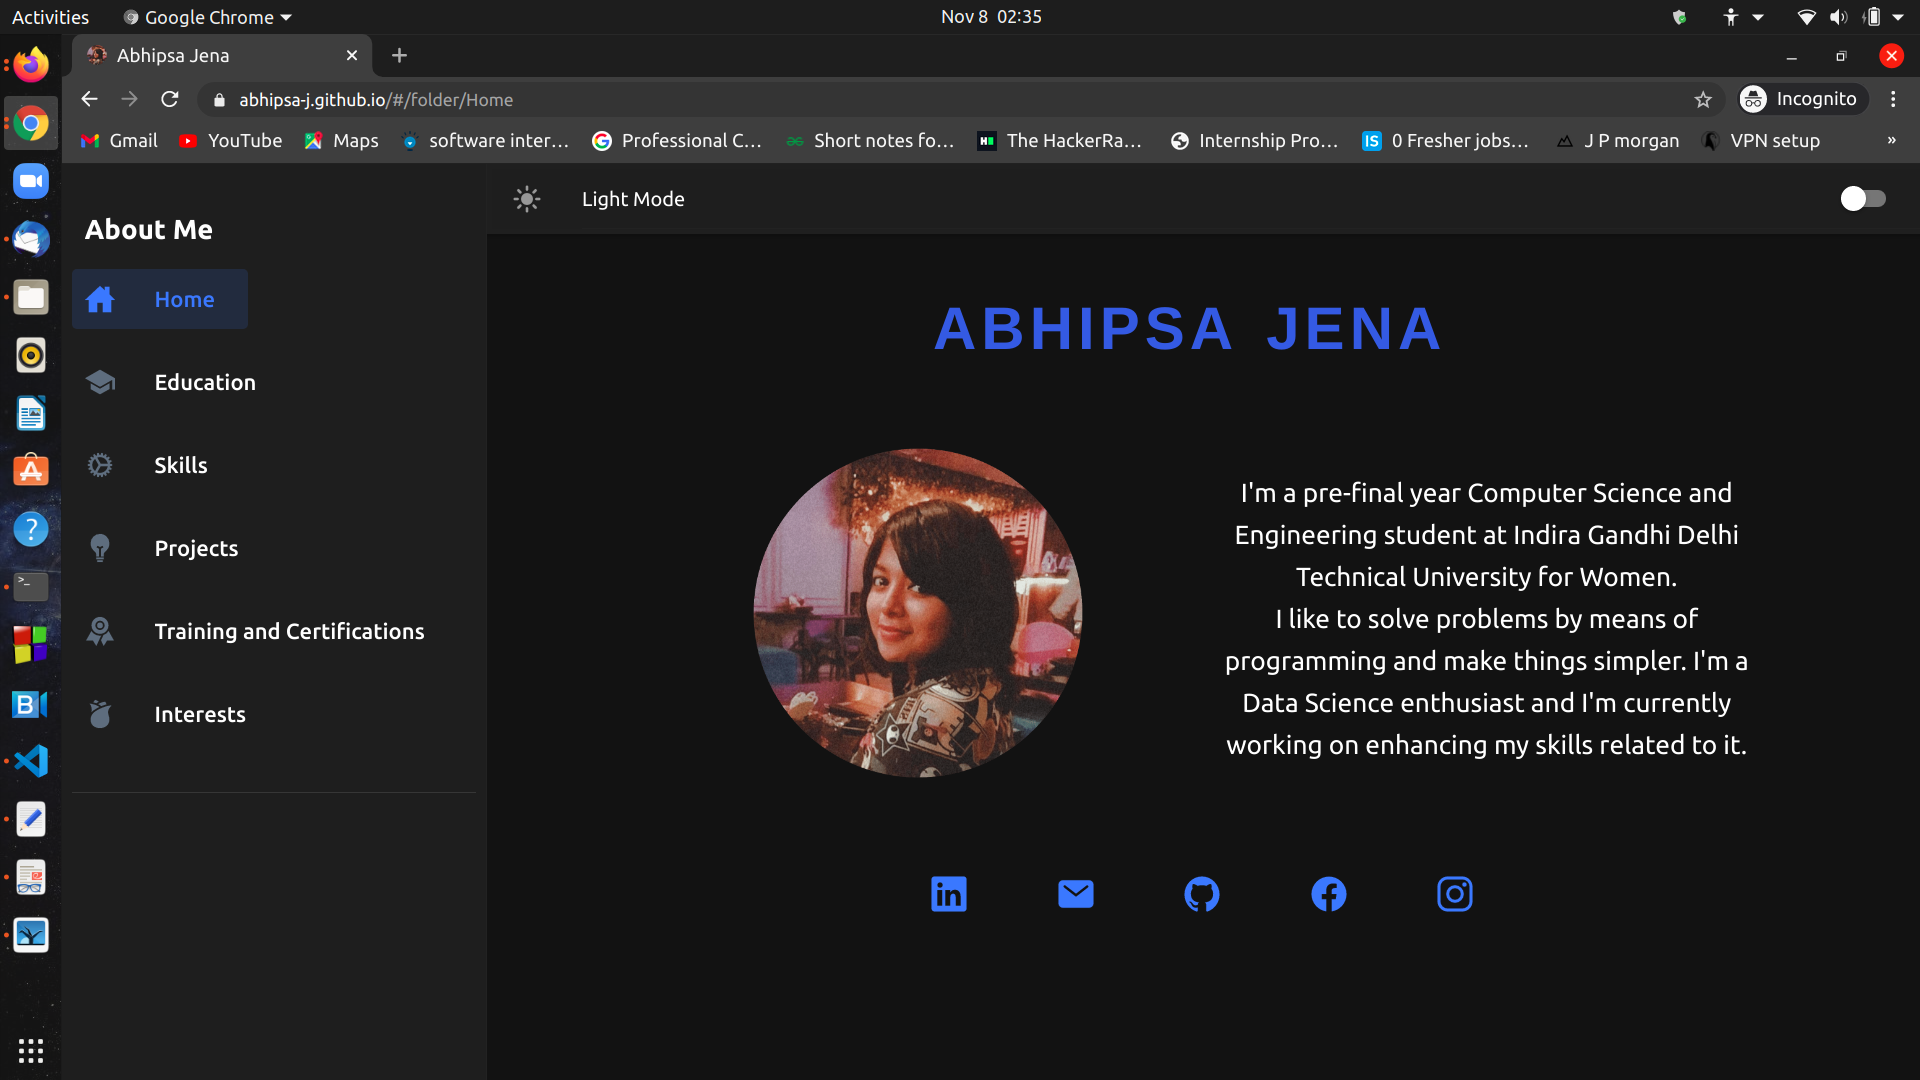 Activities
Google Chrome
Nov 8 02:35
Abhipsa Jena
abhipsa-j.github.io/#/folder/Home
Incognito
Gmail
YouTube
Maps
software inter...
Professional C...
Short notes fo...
The HackerRa...
Internship Pro...
0 Fresher jobs...
J P morgan
VPN setup
»
About Me
Home
Education
Skills
Projects
Training and Certifications
Interests
Light Mode
ABHIPSA JENA
I'm a pre-final year Computer Science and
Engineering student at Indira Gandhi Delhi
Technical University for Women.
I like to solve problems by means of
programming and make things simpler. I'm a
Data Science enthusiast and I'm currently
working on enhancing my skills related to it.